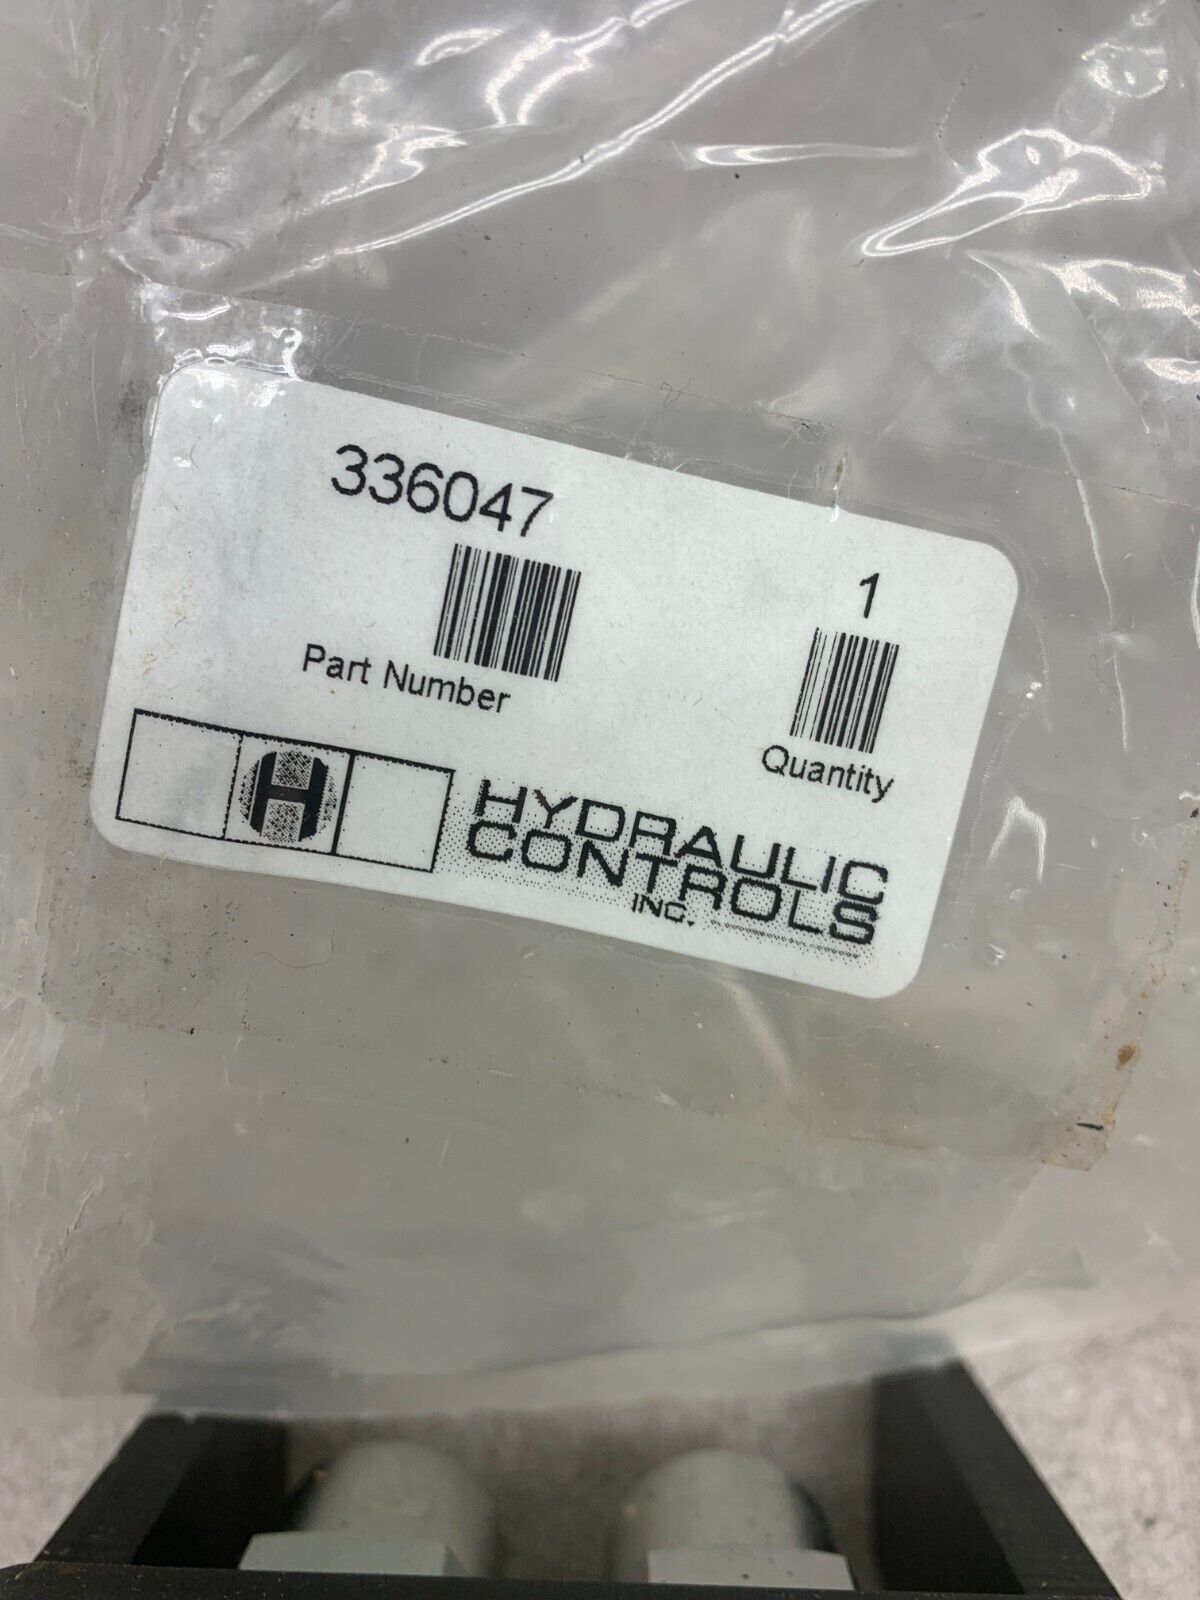 336047
1
Part Number
Quantity
H
HYDRAULIC
CONTROLS
INC.